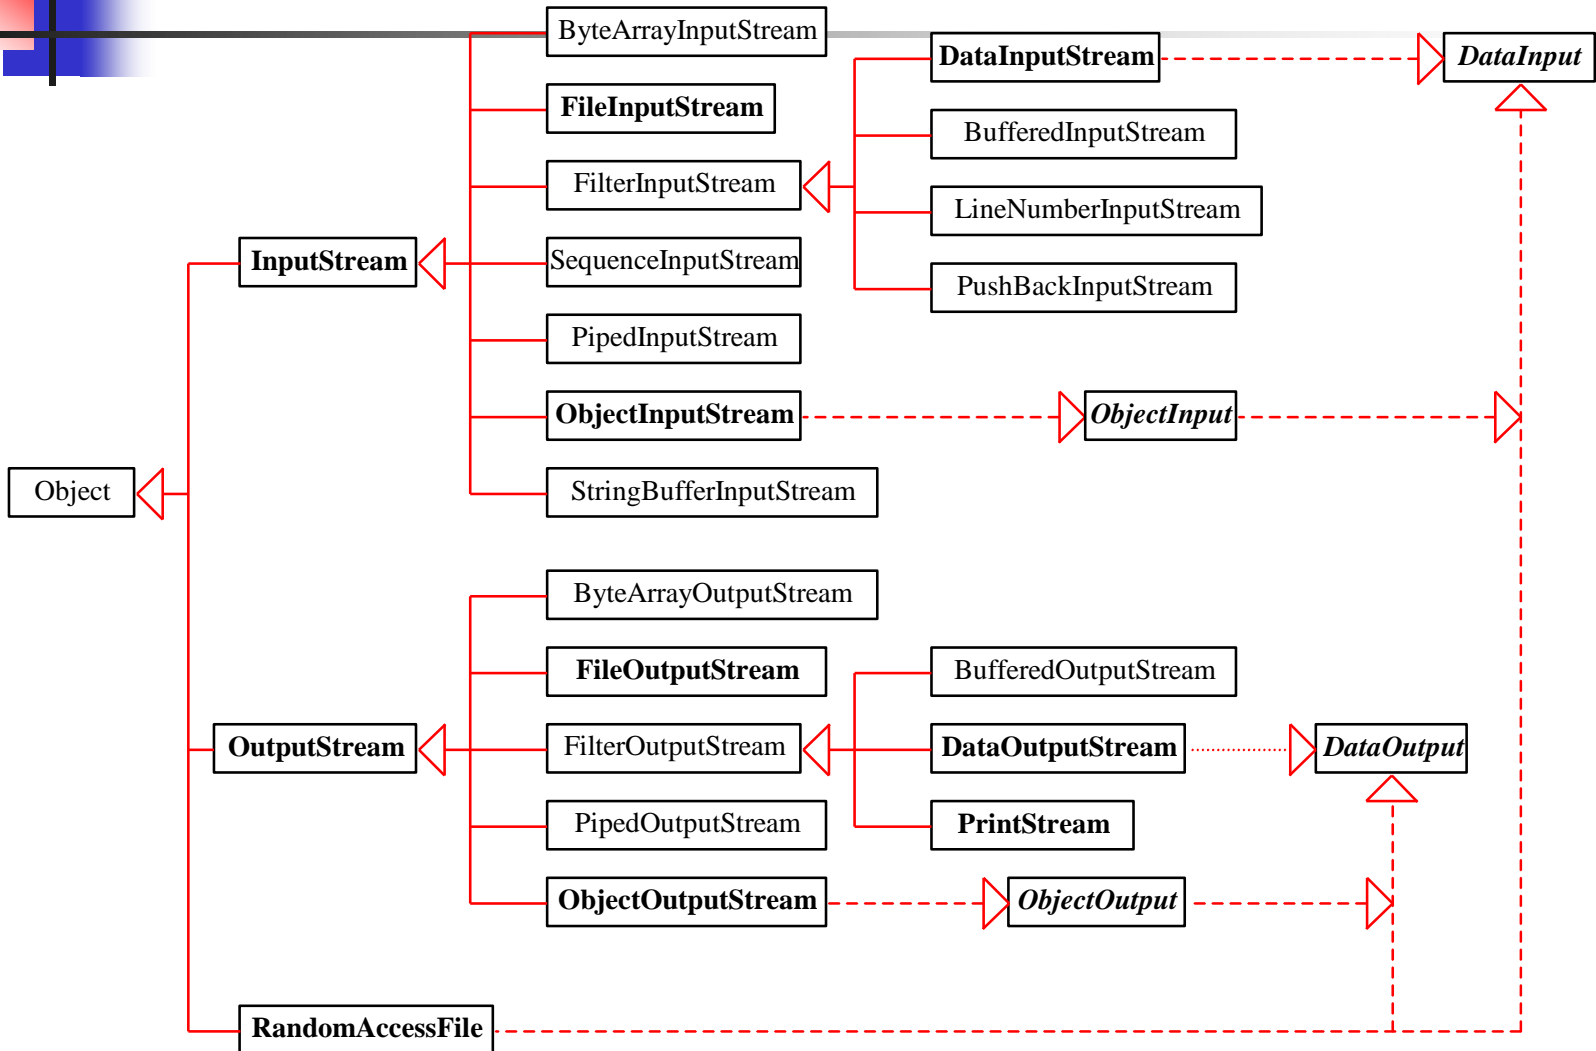 ByteArrayInputStream
DataInputStream
DataInput
FileInputStream
BufferedInputStream
FilterInputStream
LineNumberInputStream
InputStream
SequenceInputStream
PushBackInputStream
PipedInputStream
ObjectInputStream
ObjectInput
Object
StringBufferInputStream
ByteArrayOutputStream
FileOutputStream
BufferedOutputStream
OutputStream
FilterOutputStream
DataOutputStream
DataOutput
PipedOutputStream
PrintStream
ObjectOutputStream
ObjectOutput
RandomAccessFile